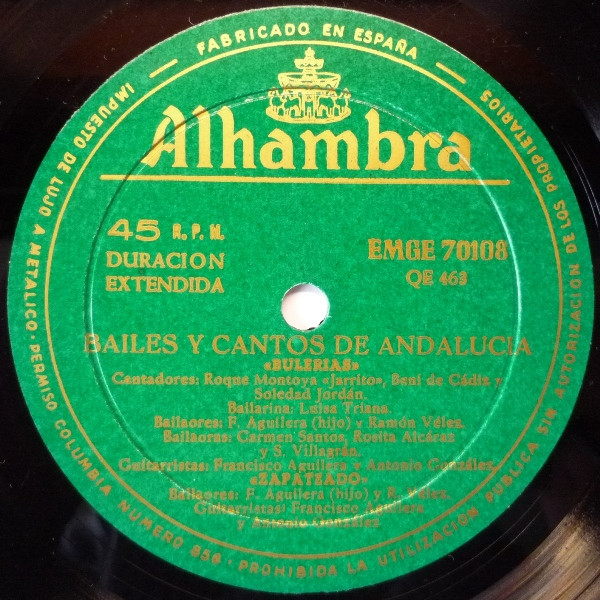 FABRICADO EN ESPAÑA
Alhambra
45 R.P.M.
DURACION
EXTENDIDA
EMGE 70108
QE 463
BAILES Y CANTOS DE ANDALUCIA
«BULERIAS»
Cantadores: Roque Montoya «Jarrito», Beni de Cádiz y
Soledad Jordán.
Bailarina: Luisa Triana.
Bailaores: F. Aguilera (hijo) y Ramón Vélez.
Bailaoras: Carmen Santos, Rosita Alcáraz
y S. Villagrán.
Guitarristas: Francisco Aguilera y Antonio González.
«ZAPATEADO»
Bailaores: F. Aguilera (hijo) y R. Vélez.
Guitarristas: Francisco Aguilera
y Antonio González
IMPUESTO DE LUJO A METALICO · PERMISO COLUMBIA NUMERO 856 · PROHIBIDA LA UTILIZACION PUBLICA SIN AUTORIZACION DE LOS PROPIETARIOS